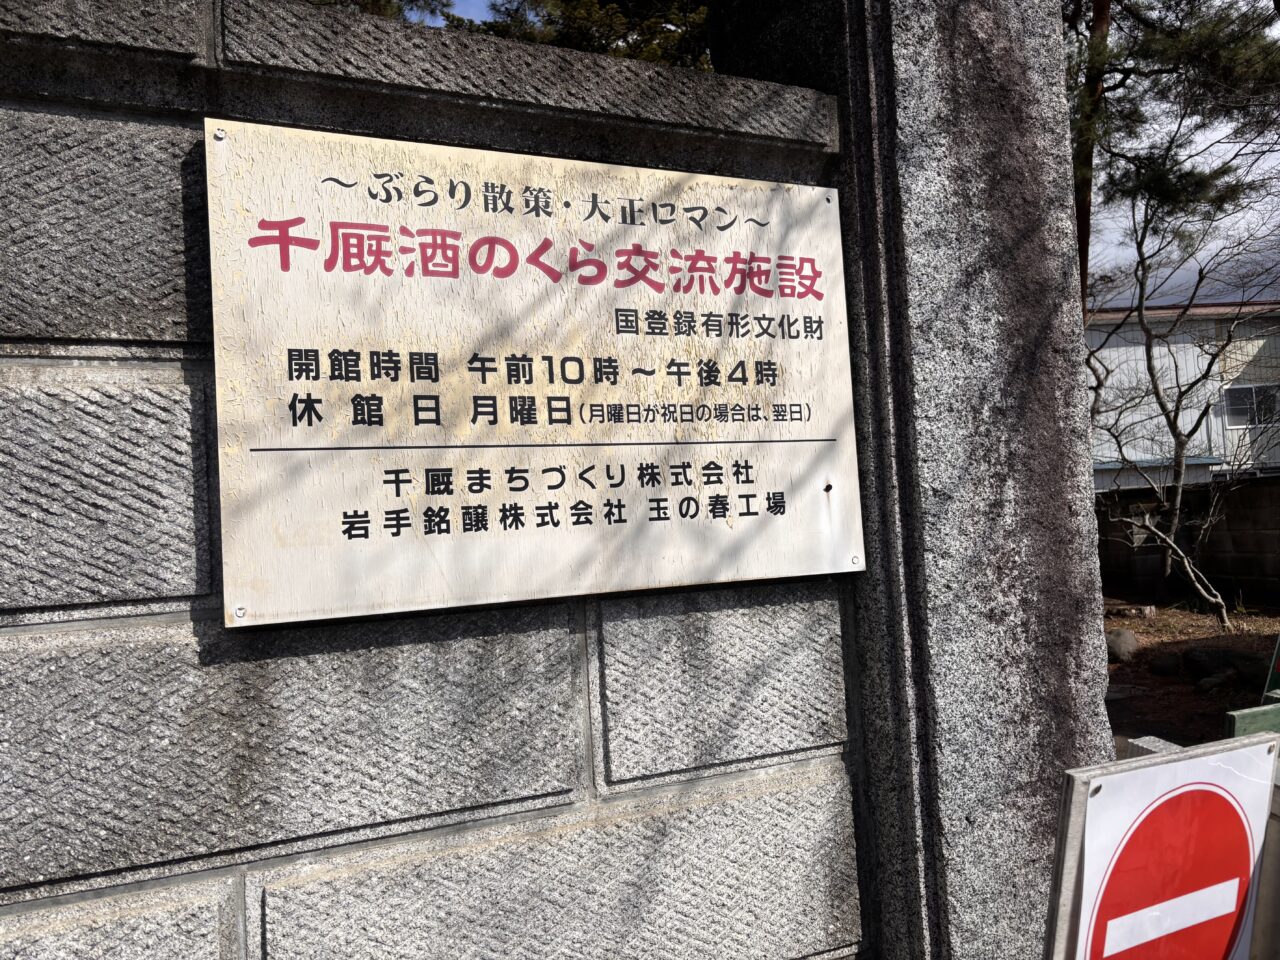 ～ぶらり散策・大正ロマン～
千厩酒のくら交流施設
国登録有形文化財
開館時間 午前10時～午後4時
休館日 月曜日(月曜日が祝日の場合は、翌日)
千厩まちづくり株式会社
岩手銘醸株式会社 玉の春工場